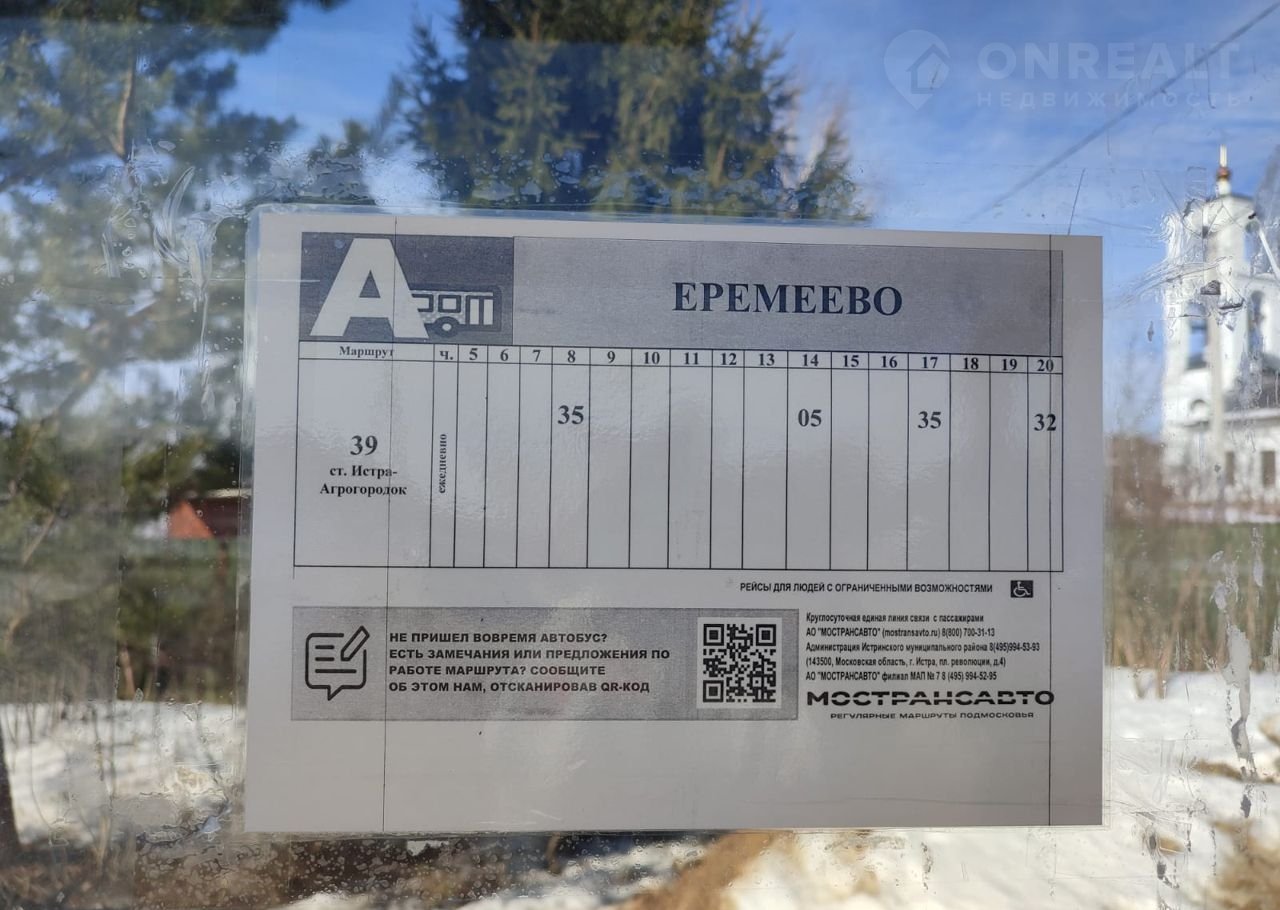 ONREALT
НЕДВИЖИМОСТЬ
А
ЕРЕМЕЕВО
Маршрут ч. 5 6 7 8 9 10 11 12 13 14 15 16 17 18 19 20
39
ст. Истра-
Агрогородок
ежедневно
35 05 35 32
РЕЙСЫ ДЛЯ ЛЮДЕЙ С ОГРАНИЧЕННЫМИ ВОЗМОЖНОСТЯМИ
НЕ ПРИШЕЛ ВОВРЕМЯ АВТОБУС?
ЕСТЬ ЗАМЕЧАНИЯ ИЛИ ПРЕДЛОЖЕНИЯ ПО
РАБОТЕ МАРШРУТА? СООБЩИТЕ
ОБ ЭТОМ НАМ, ОТСКАНИРОВАВ QR-КОД
Круглосуточная единая линия связи с пассажирами
АО "МОСТРАНСАВТО" (mostransavto.ru) 8(800) 700-31-13
Администрация Истринского муниципального района 8(495)994-53-93
(143500, Московская область, г. Истра, пл. революции, д.4)
АО "МОСТРАНСАВТО" филиал МАП № 7 8 (495) 994-52-95
МОСТРАНСАВТО
РЕГУЛЯРНЫЕ МАРШРУТЫ ПОДМОСКОВЬЯ